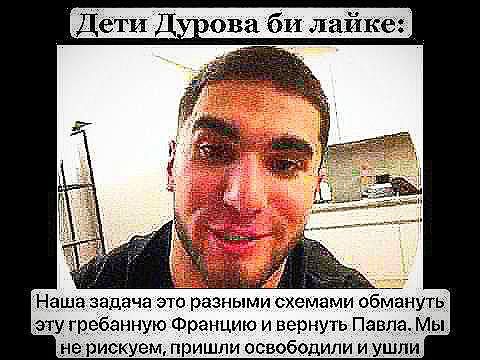 Дети Дурова би лайке:
Наша задача это разными схемами обмануть
эту гребанную Францию и вернуть Павла. Мы
не рискуем, пришли освободили и ушли